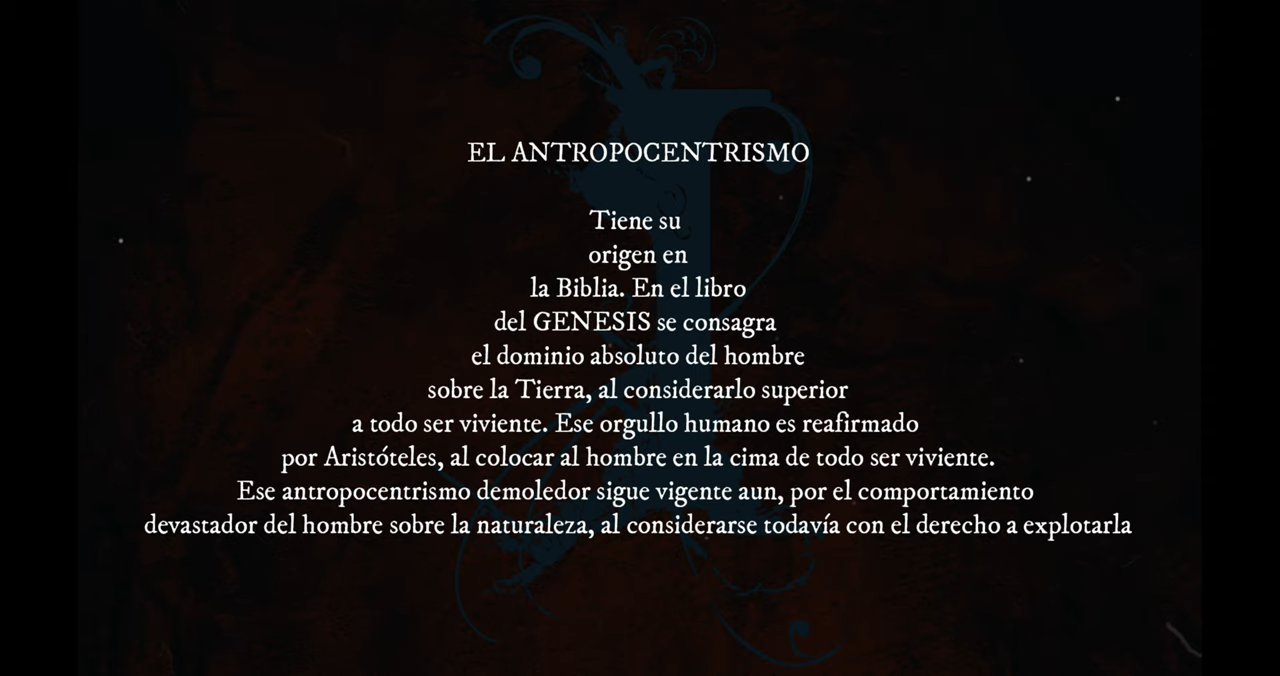 EL ANTROPOCENTRISMO
Tiene su
origen en
la Biblia. En el libro
del GENESIS se consagra
el dominio absoluto del hombre
sobre la Tierra, al considerarlo superior
a todo ser viviente. Ese orgullo humano es reafirmado
por Aristóteles, al colocar al hombre en la cima de todo ser viviente.
Ese antropocentrismo demoledor sigue vigente aun, por el comportamiento
devastador del hombre sobre la naturaleza, al considerarse todavía con el derecho a explotarla